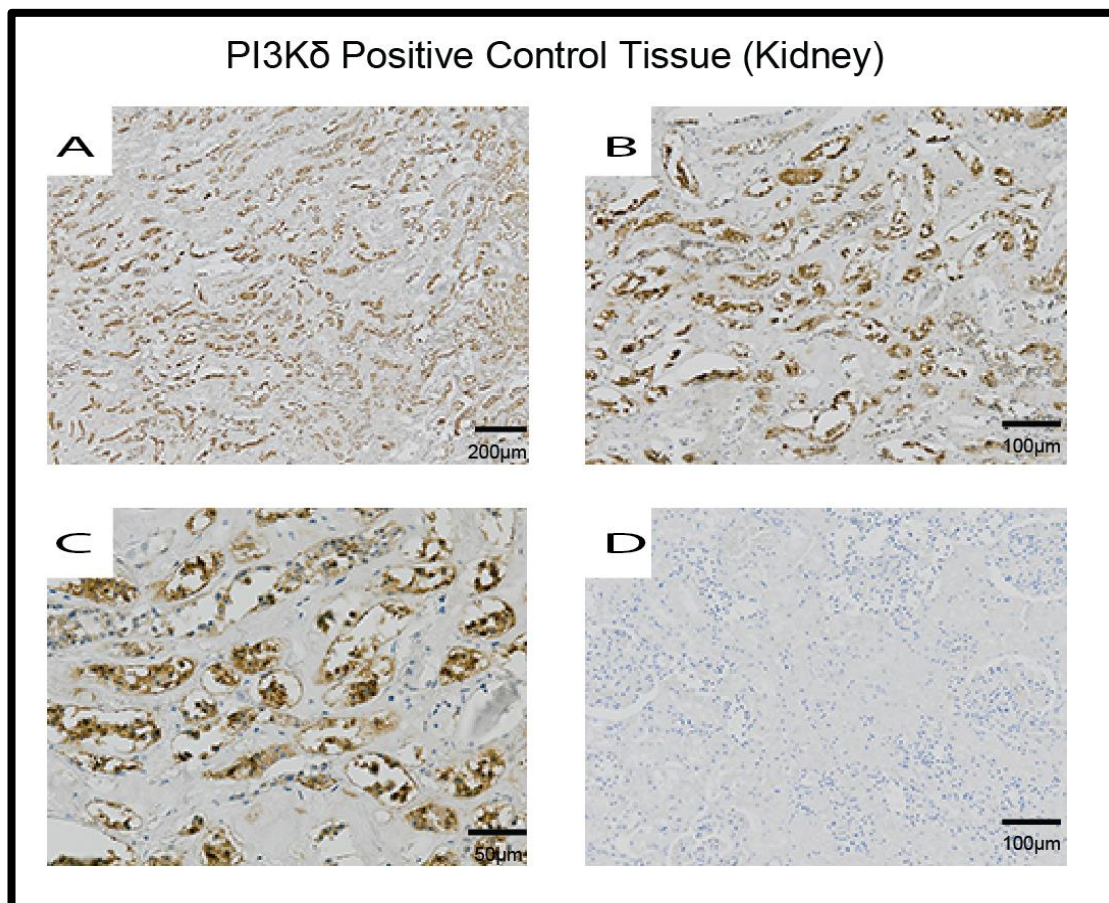 PI3Kδ Positive Control Tissue (Kidney)
A
B
200µm
100µm
C
D
50µm
100µm